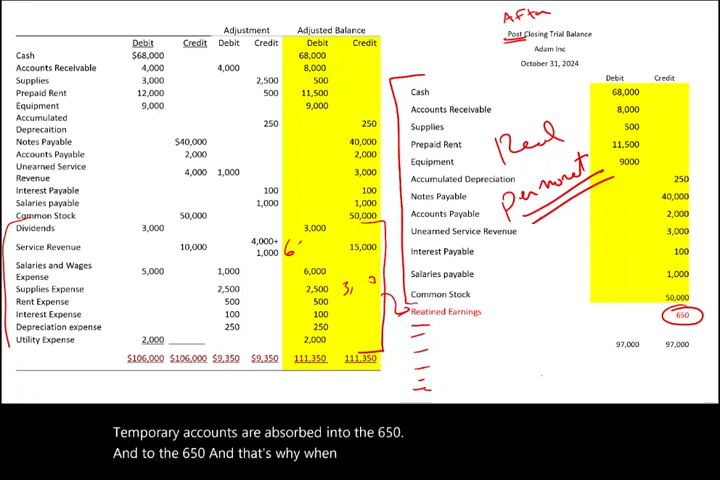 Adjustment Adjusted Balance
Debit Credit Debit Credit Debit Credit
Cash $68,000 68,000
Accounts Receivable 4,000 4,000 8,000
Supplies 3,000 2,500 500
Prepaid Rent 12,000 500 11,500
Equipment 9,000 9,000
Accumulated
Deprecaition 250 250
Notes Payable $40,000 40,000
Accounts Payable 2,000 2,000
Unearned Service
Revenue 4,000 1,000 3,000
Interest Payable 100 100
Salaries payable 1,000 1,000
Common Stock 50,000 50,000
Dividends 3,000 3,000
Service Revenue 10,000 4,000+
1,000 15,000
Salaries and Wages
Expense 5,000 1,000 6,000
Supplies Expense 2,500 2,500
Rent Expense 500 500
Interest Expense 100 100
Depreciation expense 250 250
Utility Expense 2,000 2,000
$106,000 $106,000 $9,350 $9,350 111,350 111,350
After
Post Closing Trial Balance
Adam Inc
October 31, 2024
Debit Credit
Cash 68,000
Accounts Receivable 8,000
Supplies 500
Prepaid Rent 11,500
Equipment 9000
Accumulated Depreciation 250
Notes Payable 40,000
Accounts Payable 2,000
Unearned Service Revenue 3,000
Interest Payable 100
Salaries payable 1,000
Common Stock 50,000
Reatined Earnings 650
97,000 97,000
Real
Temporary accounts are absorbed into the 650.
And to the 650 And that's why when